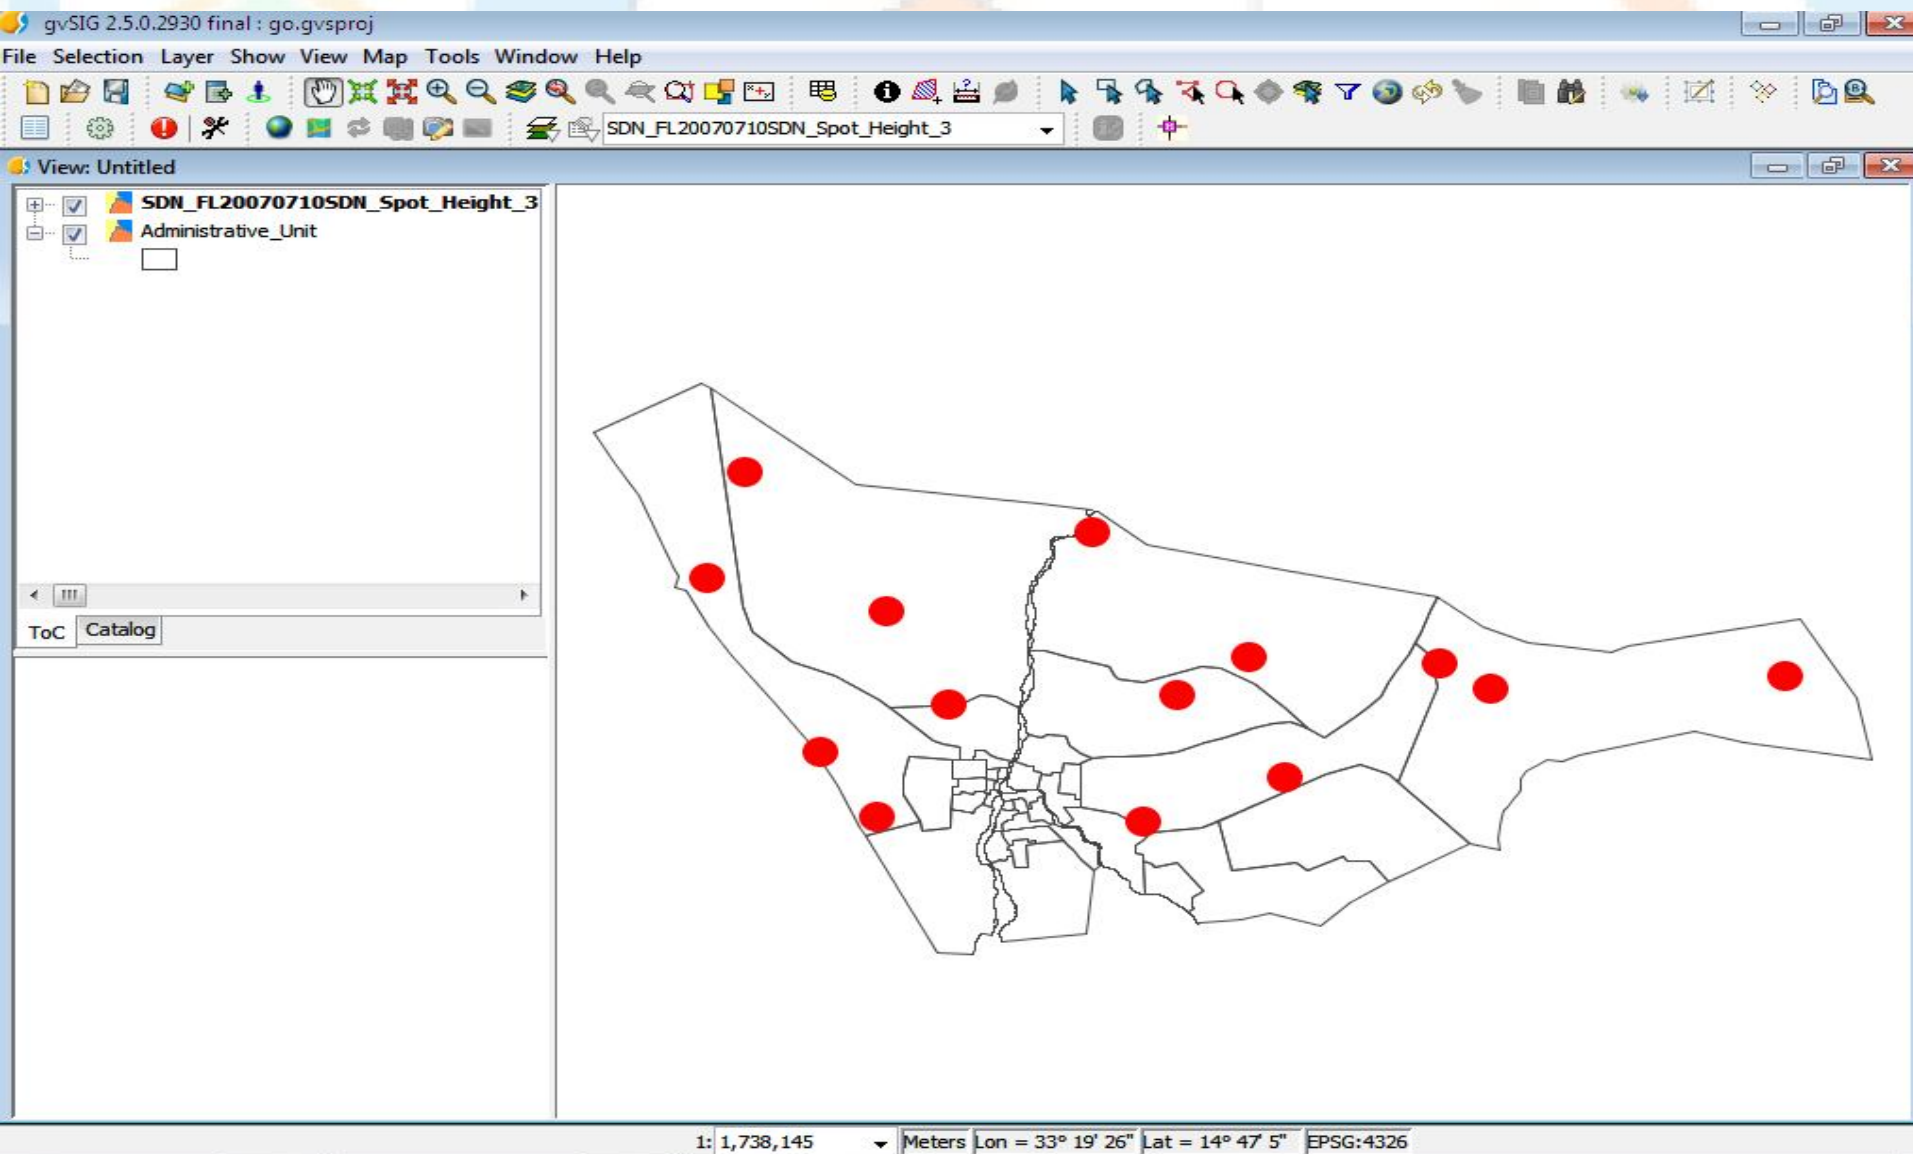 gvSIG 2.5.0.2930 final : go.gvsproj
File Selection Layer Show View Map Tools Window Help
SDN_FL20070710SDN_Spot_Height_3
View: Untitled
SDN_FL20070710SDN_Spot_Height_3
Administrative_Unit
ToC Catalog
1: 1,738,145 Meters Lon = 33° 19' 26" Lat = 14° 47' 5" EPSG:4326